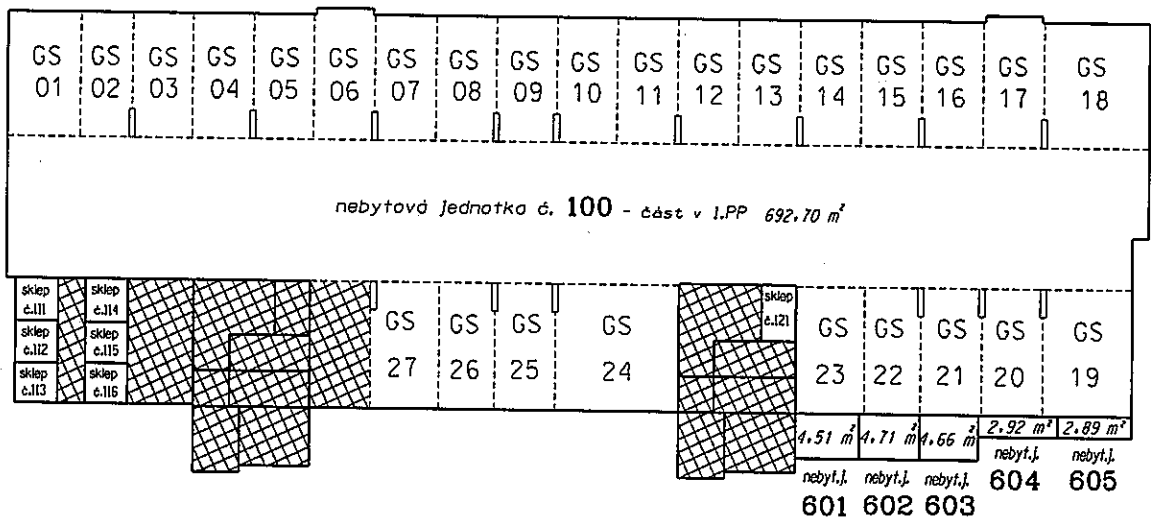 GS 01
GS 02
GS 03
GS 04
GS 05
GS 06
GS 07
GS 08
GS 09
GS 10
GS 11
GS 12
GS 13
GS 14
GS 15
GS 16
GS 17
GS 18
nebytová jednotka č. 100 - část v 1.PP 692.70 m²
sklep č.111
sklep č.114
sklep č.112
sklep č.115
sklep č.113
sklep č.116
GS 27
GS 26
GS 25
GS 24
sklep č.121
GS 23
GS 22
GS 21
GS 20
GS 19
4.51 m²
4.71 m²
4.66 m²
2.92 m²
2.89 m²
nebyt.j. 601
nebyt.j. 602
nebyt.j. 603
nebyt.j. 604
nebyt.j. 605